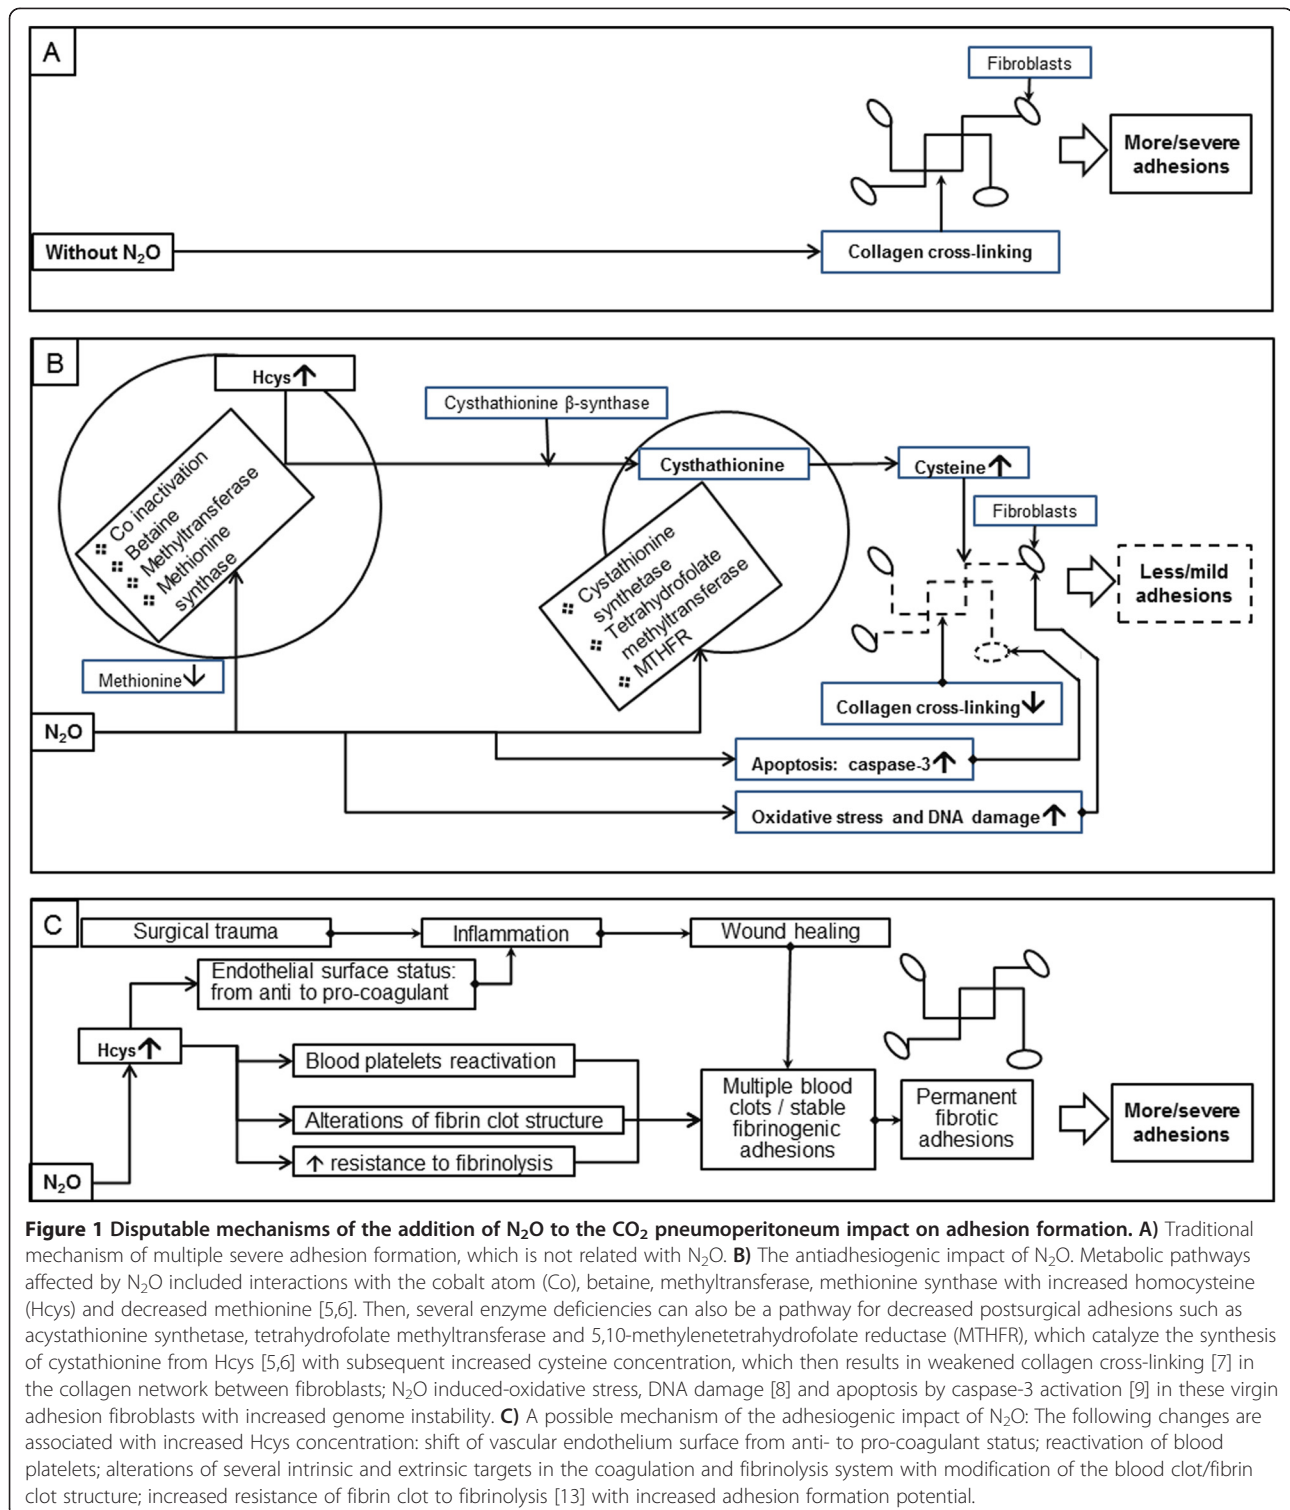 A
Fibroblasts
More/severe
adhesions
Without N₂O
Collagen cross-linking
B
Hcys↑
Cysthathionine β-synthase
Co inactivation
Betaine
Methyltransferase
Methionine
synthase
Cysthathionine
Cysteine↑
Fibroblasts
Cystathionine
synthetase
Tetrahydrofolate
methyltransferase
MTHFR
Less/mild
adhesions
Methionine↓
Collagen cross-linking↓
N₂O
Apoptosis: caspase-3↑
Oxidative stress and DNA damage↑
C
Surgical trauma
Inflammation
Wound healing
Endothelial surface status:
from anti to pro-coagulant
Hcys↑
Blood platelets reactivation
Alterations of fibrin clot structure
↑ resistance to fibrinolysis
Multiple blood
clots / stable
fibrinogenic
adhesions
Permanent
fibrotic
adhesions
More/severe
adhesions
N₂O
Figure 1 Disputable mechanisms of the addition of N₂O to the CO₂ pneumoperitoneum impact on adhesion formation. A) Traditional
mechanism of multiple severe adhesion formation, which is not related with N₂O. B) The antiadhesiogenic impact of N₂O. Metabolic pathways
affected by N₂O included interactions with the cobalt atom (Co), betaine, methyltransferase, methionine synthase with increased homocysteine
(Hcys) and decreased methionine [5,6]. Then, several enzyme deficiencies can also be a pathway for decreased postsurgical adhesions such as
acystathionine synthetase, tetrahydrofolate methyltransferase and 5,10-methylenetetrahydrofolate reductase (MTHFR), which catalyze the synthesis
of cystathionine from Hcys [5,6] with subsequent increased cysteine concentration, which then results in weakened collagen cross-linking [7] in
the collagen network between fibroblasts; N₂O induced-oxidative stress, DNA damage [8] and apoptosis by caspase-3 activation [9] in these virgin
adhesion fibroblasts with increased genome instability. C) A possible mechanism of the adhesiogenic impact of N₂O: The following changes are
associated with increased Hcys concentration: shift of vascular endothelium surface from anti- to pro-coagulant status; reactivation of blood
platelets; alterations of several intrinsic and extrinsic targets in the coagulation and fibrinolysis system with modification of the blood clot/fibrin
clot structure; increased resistance of fibrin clot to fibrinolysis [13] with increased adhesion formation potential.